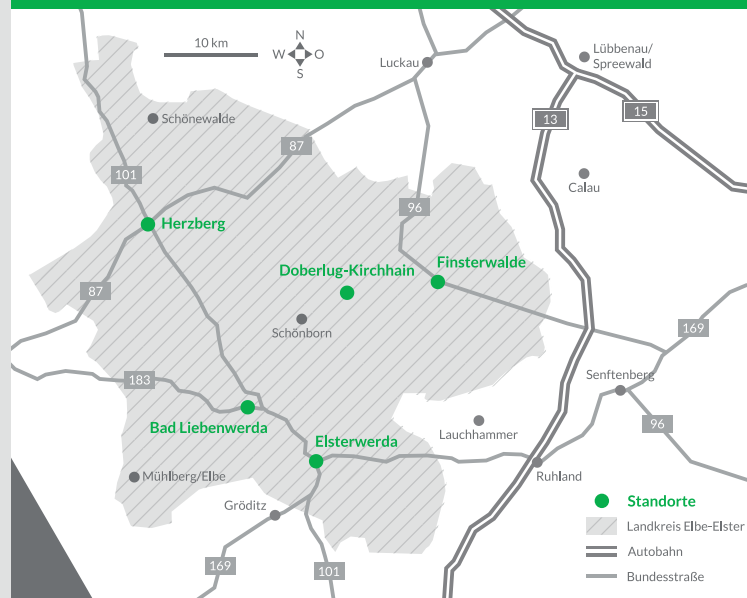 10 km
N
W
O
S
Luckau
Lübbenau/
Spreewald
13
15
Schönewalde
87
101
Calau
96
Herzberg
Doberlug-Kirchhain
Finsterwalde
87
Schönborn
169
183
Senftenberg
Bad Liebenwerda
Elsterwerda
Lauchhammer
96
Mühlberg/Elbe
Ruhland
Gröditz
169
101
Standorte
Landkreis Elbe-Elster
Autobahn
Bundesstraße